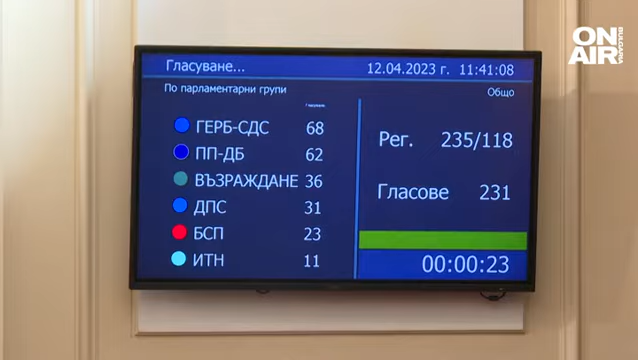 Гласуване... 12.04.2023 г. 11:41:08
По парламентарни групи
Общо
ГЕРБ-СДС 68
ПП-ДБ 62
ВЪЗРАЖДАНЕ 36
ДПС 31
БСП 23
ИТН 11
Рег. 235/118
Гласове 231
00:00:23
ON AIR
BULGARIA